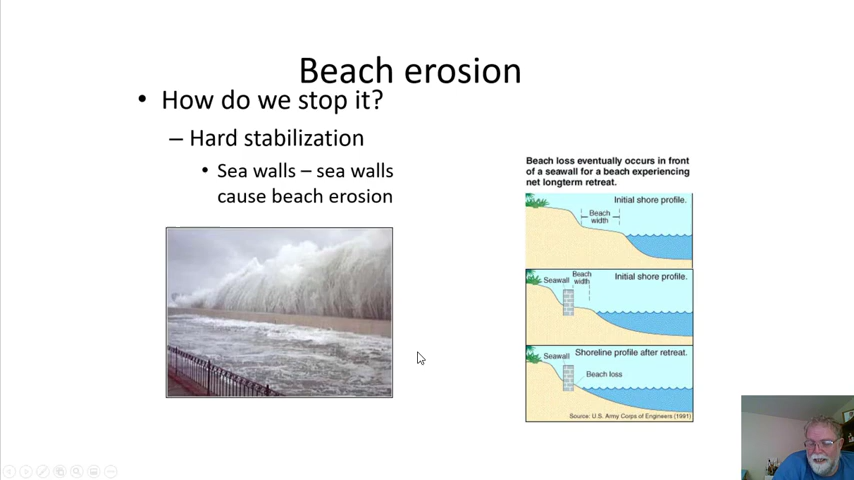 Beach erosion
• How do we stop it?
– Hard stabilization
• Sea walls – sea walls
cause beach erosion
Beach loss eventually occurs in front
of a seawall for a beach experiencing
net longterm retreat.
Initial shore profile.
Beach
width
Initial shore profile.
Seawall
Beach
width
Shoreline profile after retreat.
Seawall
Beach loss
Source: U.S. Army Corps of Engineers (1991)